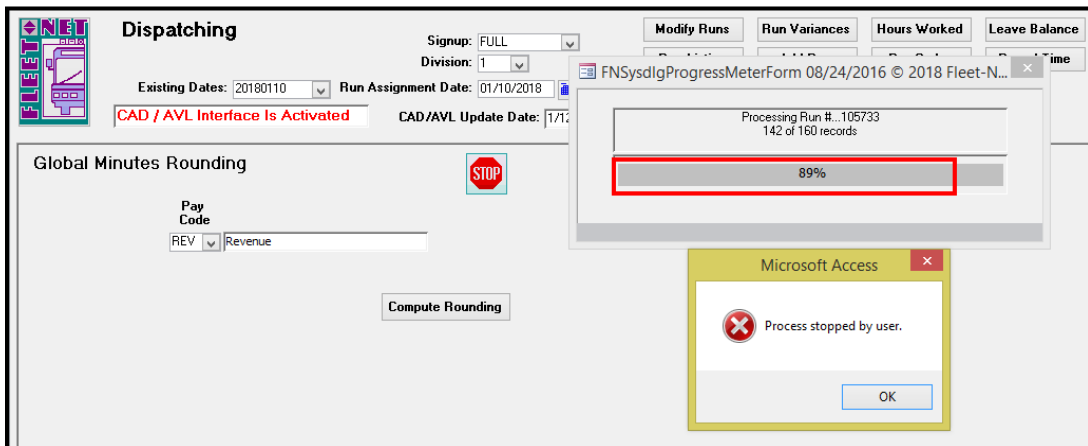 FLEET NET
Dispatching
Signup: FULL
Division: 1
Existing Dates: 20180110 Run Assignment Date: 01/10/2018
CAD / AVL Interface Is Activated CAD/AVL Update Date:
Modify Runs Run Variances Hours Worked Leave Balance
FNSysdlgProgressMeterForm 08/24/2016 © 2018 Fleet-N...
Processing Run #...105733
142 of 160 records
89%
Global Minutes Rounding
STOP
Pay
Code
REV Revenue
Compute Rounding
Microsoft Access
Process stopped by user.
OK